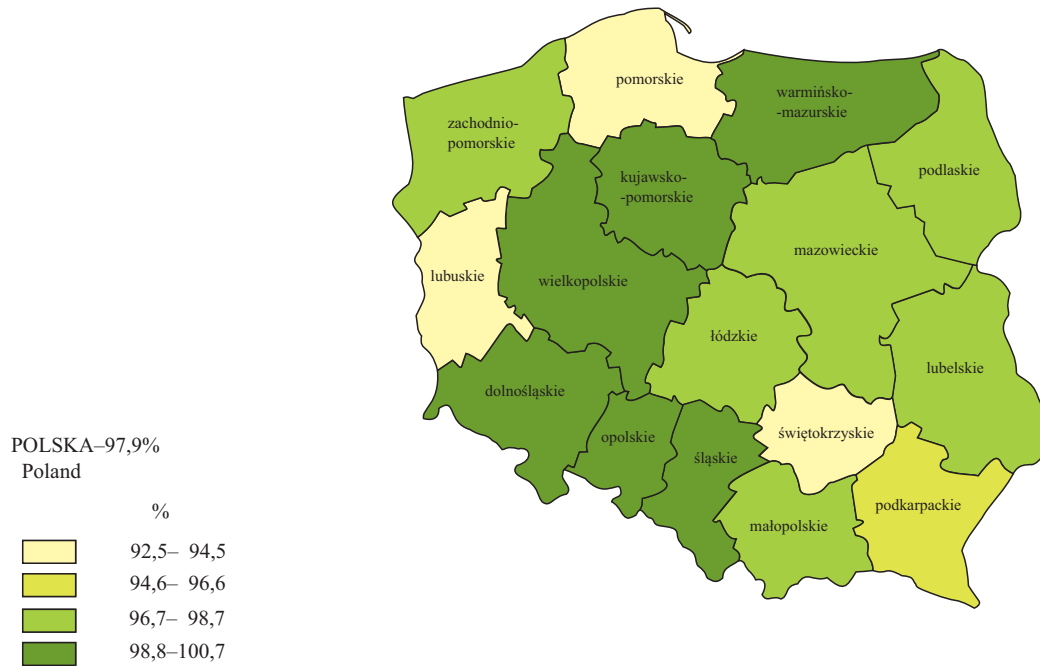 pomorskie
warmińsko-
-mazurskie
zachodnio-
pomorskie
podlaskie
kujawsko-
-pomorskie
mazowieckie
lubuskie
wielkopolskie
łódzkie
lubelskie
dolnośląskie
świętokrzyskie
opolskie
śląskie
podkarpackie
małopolskie
POLSKA–97,9%
Poland
%
92,5– 94,5
94,6– 96,6
96,7– 98,7
98,8–100,7